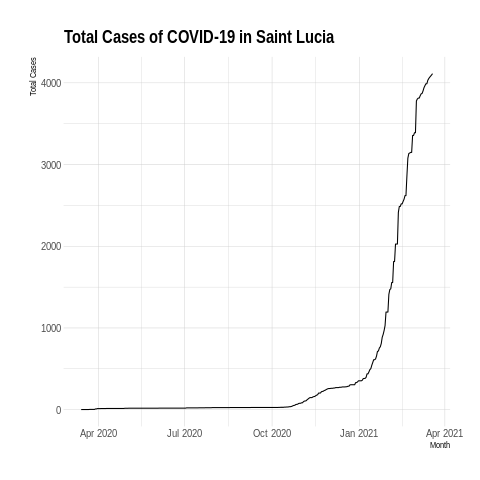 Total Cases of COVID-19 in Saint Lucia
Total Cases
4000
3000
2000
1000
0
Apr 2020 Jul 2020 Oct 2020 Jan 2021 Apr 2021
Month